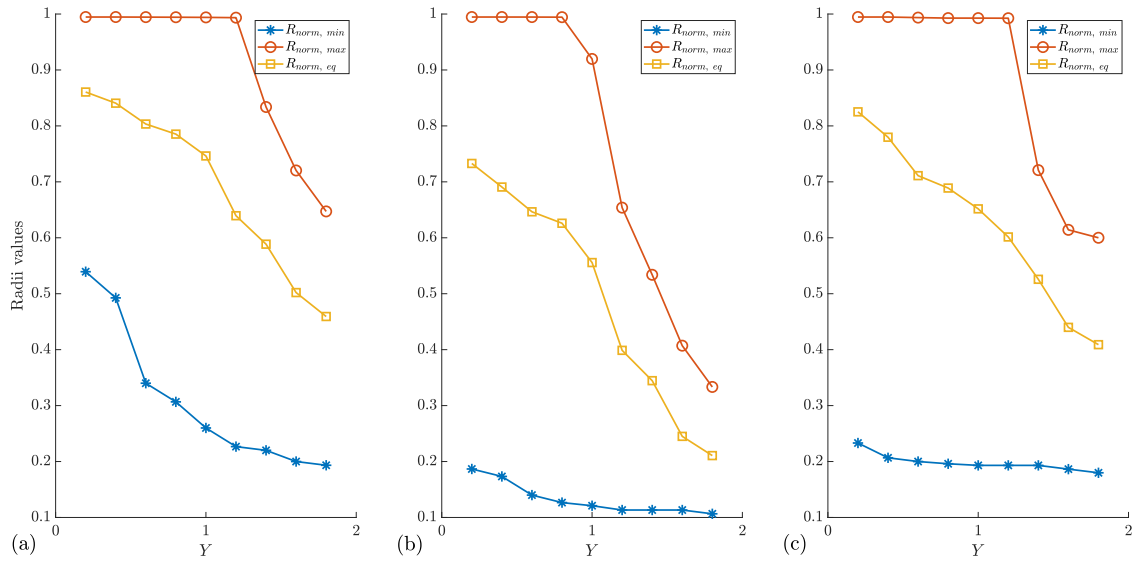 Radii values
1
0.9
0.8
0.7
0.6
0.5
0.4
0.3
0.2
0.1
0 1 2
Y
(a)
R_norm, min
R_norm, max
R_norm, eq
1
0.9
0.8
0.7
0.6
0.5
0.4
0.3
0.2
0.1
0 1 2
Y
(b)
R_norm, min
R_norm, max
R_norm, eq
1
0.9
0.8
0.7
0.6
0.5
0.4
0.3
0.2
0.1
0 1 2
Y
(c)
R_norm, min
R_norm, max
R_norm, eq